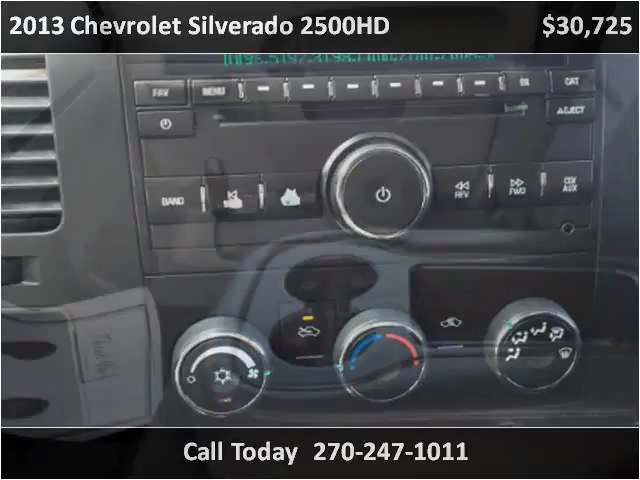 2013 Chevrolet Silverado 2500HD $30,725
FAV MENU CAT
EJECT
BAND REV FWD CD/
AUX
Call Today 270-247-1011